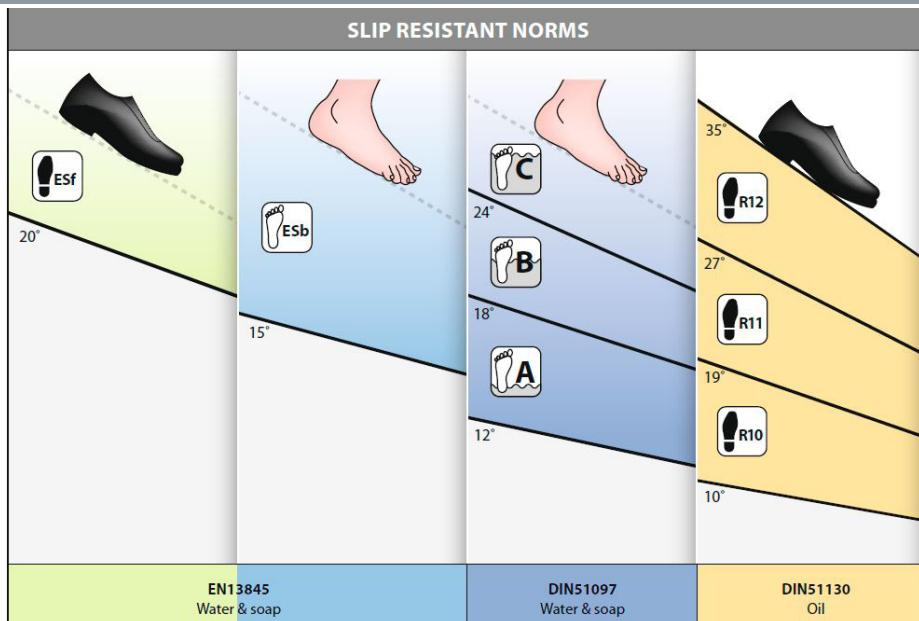 SLIP RESISTANT NORMS
ESf
20°
ESb
15°
C
24°
B
18°
A
12°
35°
R12
27°
R11
19°
R10
10°
EN13845
Water & soap
DIN51097
Water & soap
DIN51130
Oil